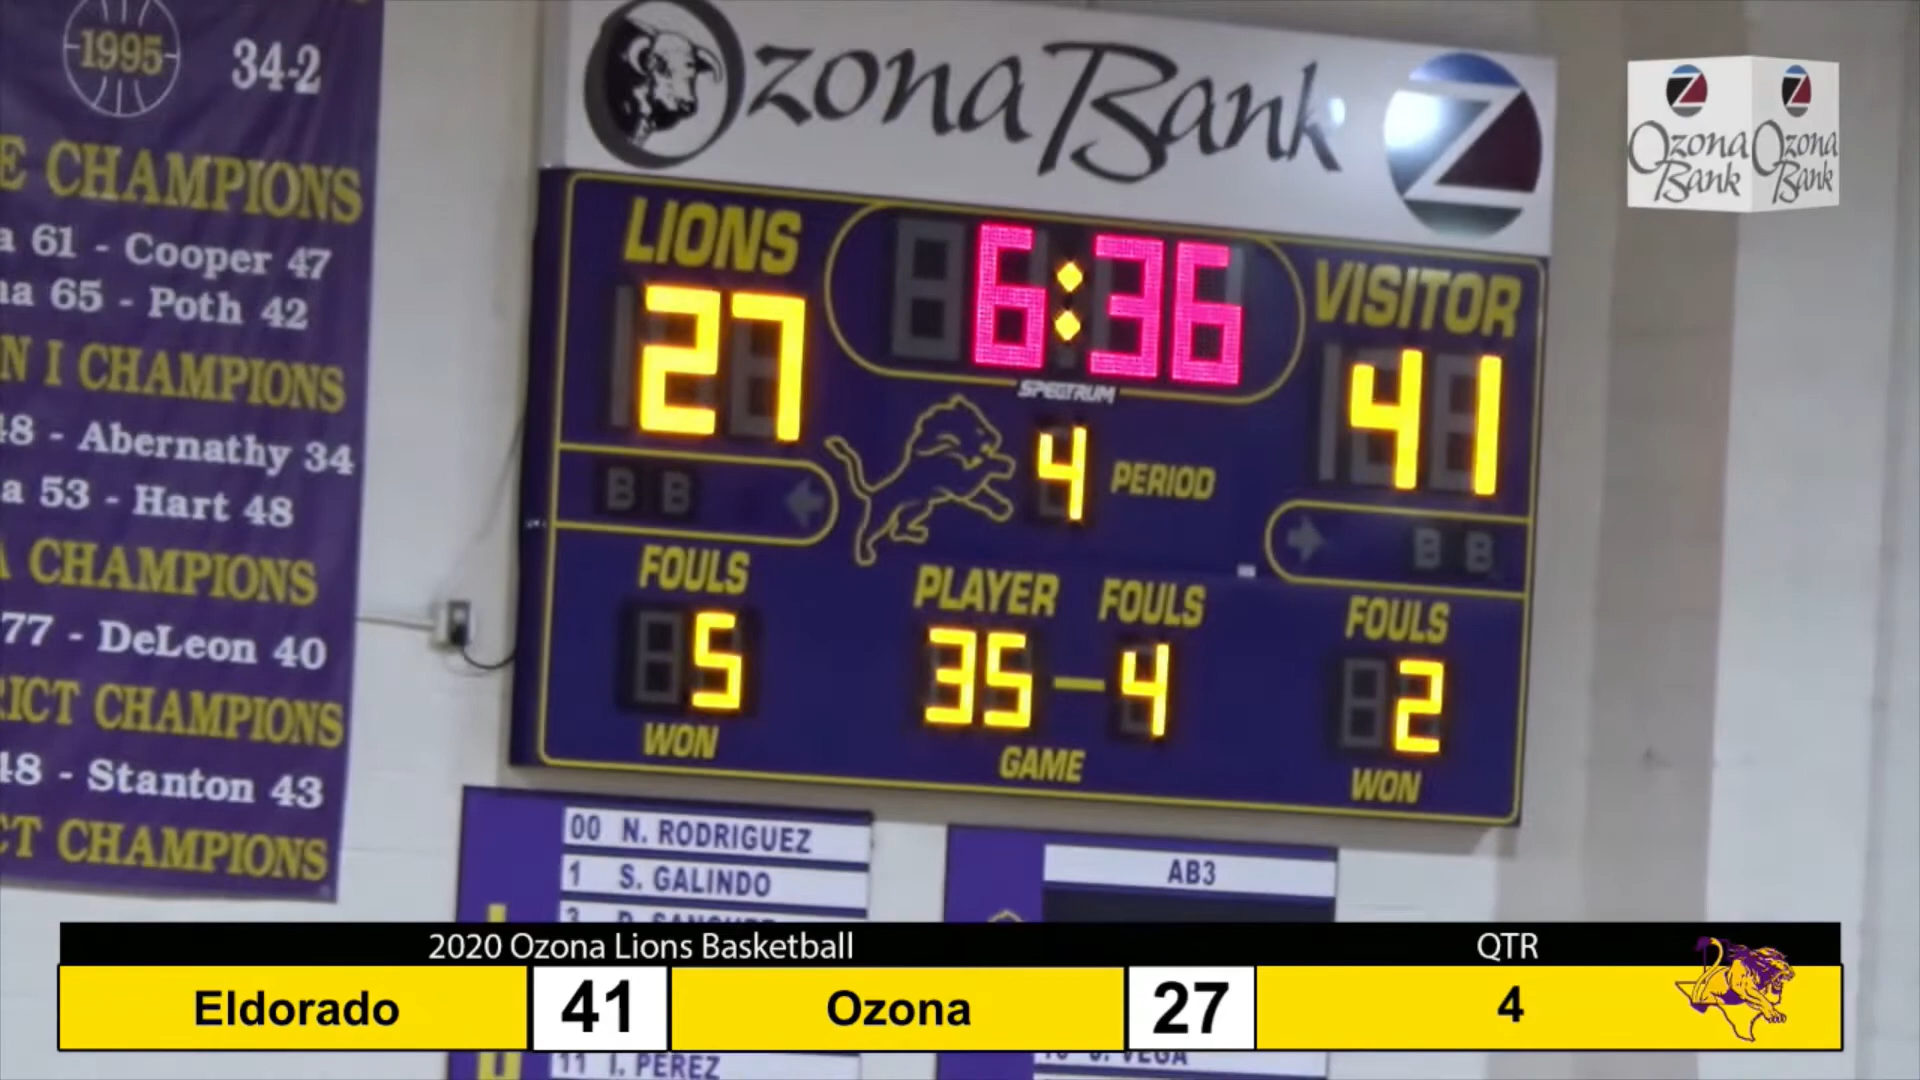 1995 34-2
CHAMPIONS
61 - Cooper 47
65 - Poth 42
N I CHAMPIONS
48 - Abernathy 34
53 - Hart 48
CHAMPIONS
77 - DeLeon 40
CHAMPIONS
48 - Stanton 43
CHAMPIONS
Ozona Bank
LIONS
6:36
VISITOR
27
41
SPECTRUM
4 PERIOD
B B
B B
FOULS
PLAYER FOULS
FOULS
5
35 - 4
2
WON
GAME
WON
00 N. RODRIGUEZ
1 S. GALINDO
AB3
11 I. PEREZ
Ozona
Bank
Ozona
Bank
2020 Ozona Lions Basketball
QTR
Eldorado 41 Ozona 27 4